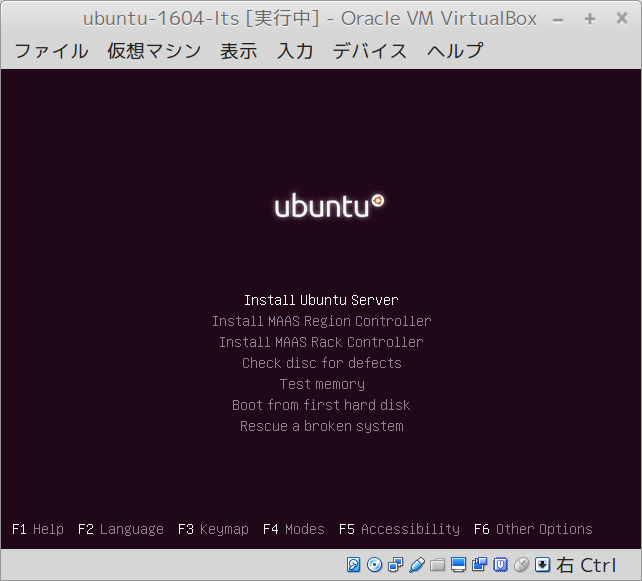 ubuntu-1604-lts [実行中] - Oracle VM VirtualBox
ファイル 仮想マシン 表示 入力 デバイス ヘルプ
ubuntu
Install Ubuntu Server
Install MAAS Region Controller
Install MAAS Rack Controller
Check disc for defects
Test memory
Boot from first hard disk
Rescue a broken system
F1 Help F2 Language F3 Keymap F4 Modes F5 Accessibility F6 Other Options
右 Ctrl